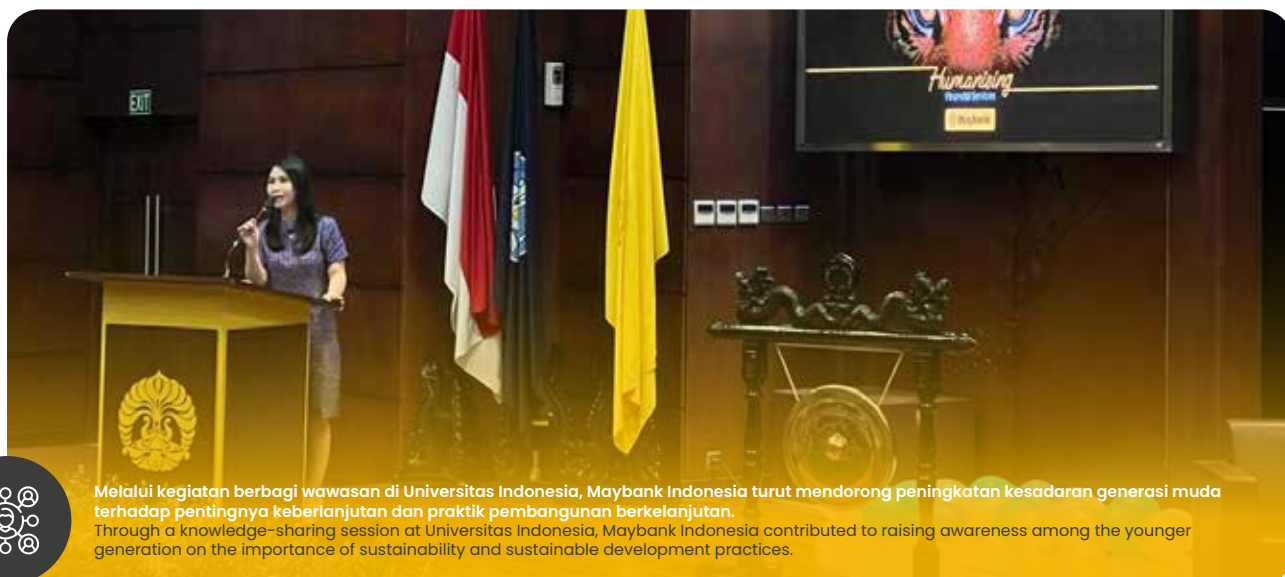 EXIT
Humanising
Financial Services
Maybank
Melalui kegiatan berbagi wawasan di Universitas Indonesia, Maybank Indonesia turut mendorong peningkatan kesadaran generasi muda
terhadap pentingnya keberlanjutan dan praktik pembangunan berkelanjutan.
Through a knowledge-sharing session at Universitas Indonesia, Maybank Indonesia contributed to raising awareness among the younger
generation on the importance of sustainability and sustainable development practices.